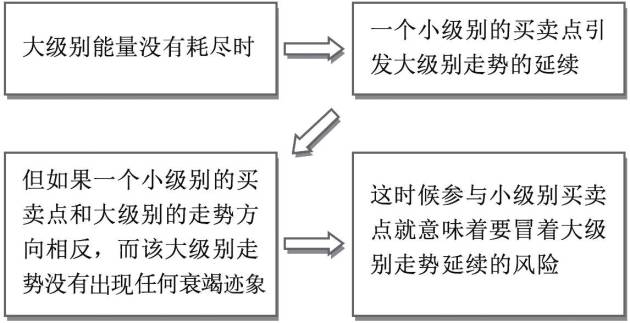 大级别能量没有耗尽时
一个小级别的买卖点引
发大级别走势的延续
但如果一个小级别的买
卖点和大级别的走势方
向相反，而该大级别走
势没有出现任何衰竭迹象
这时候参与小级别买卖
点就意味着要冒着大级
别走势延续的风险